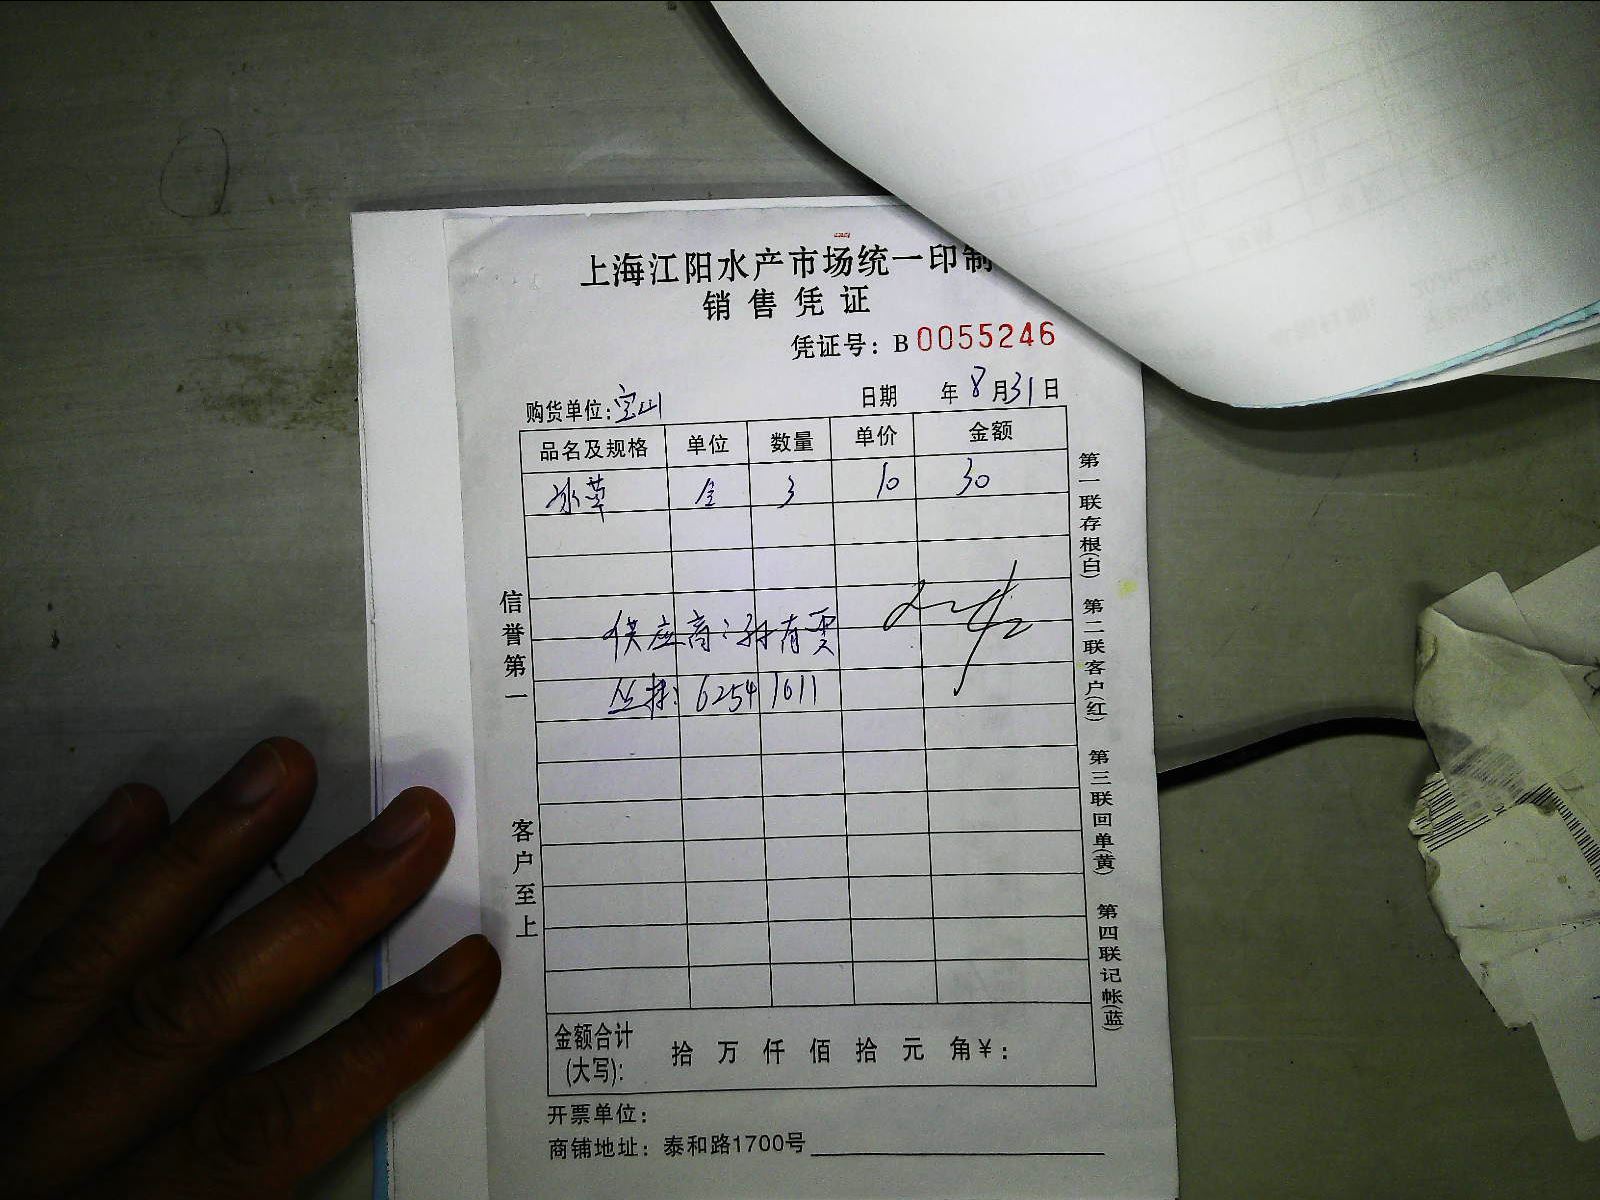 上海江阳水产市场统一印制
销售凭证
凭证号：B0055246
购货单位：宝山 日期 年8月31日
品名及规格 单位 数量 单价 金额
冰草 3 10 30
供应商：孙有
6254 1611
金额合计(大写)： 拾 万 仟 佰 拾 元 角￥：
开票单位：
商铺地址：泰和路1700号
信誉第一 客户至上
第一联存根(白) 第二联客户(红) 第三联回单(黄) 第四联记帐(蓝)